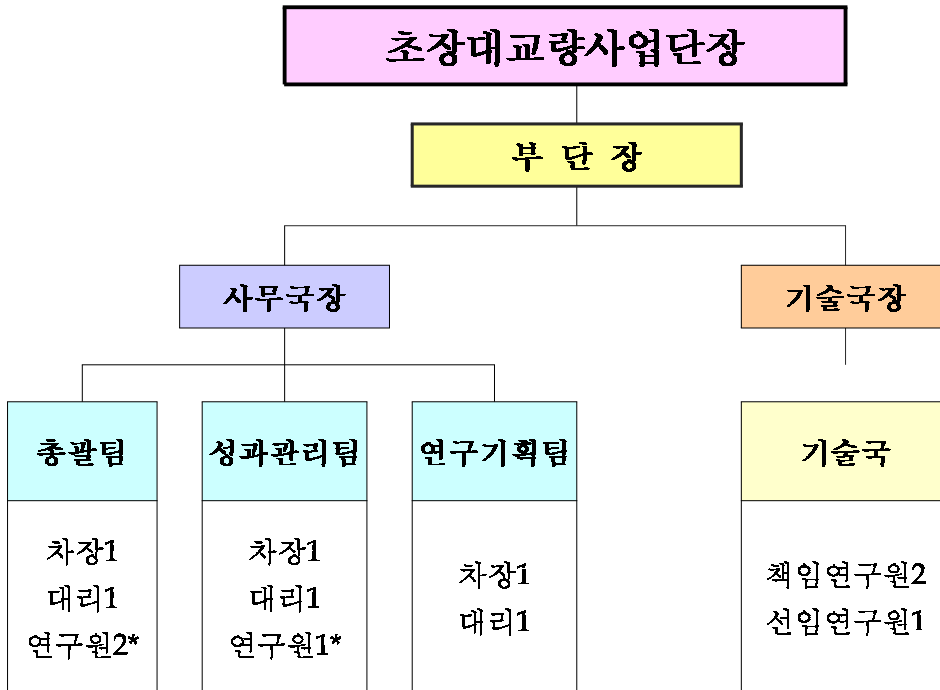 초장대교량사업단장
부 단 장
사무국장
기술국장
총괄팀
성과관리팀
연구기획팀
기술국
차장1
대리1
연구원2*
차장1
대리1
연구원1*
차장1
대리1
책임연구원2
선임연구원1